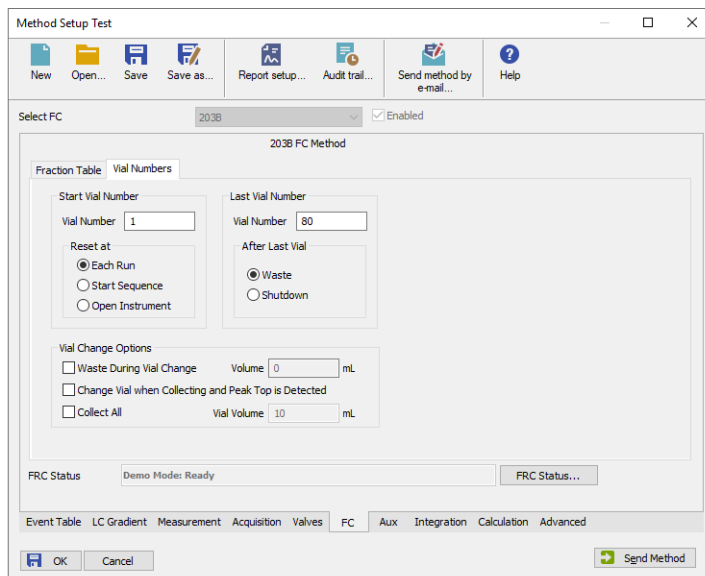 Method Setup Test
New Open... Save Save as... Report setup... Audit trail... Send method by e-mail... Help
Select FC 203B Enabled
203B FC Method
Fraction Table Vial Numbers
Start Vial Number Last Vial Number
Vial Number 1 Vial Number 80
Reset at After Last Vial
Each Run
Waste
Start Sequence
Shutdown
Open Instrument
Vial Change Options
Waste During Vial Change Volume 0 mL
Change Vial when Collecting and Peak Top is Detected
Collect All Vial Volume 10 mL
FRC Status Demo Mode: Ready FRC Status...
Event Table LC Gradient Measurement Acquisition Valves FC Aux Integration Calculation Advanced
OK Cancel Send Method